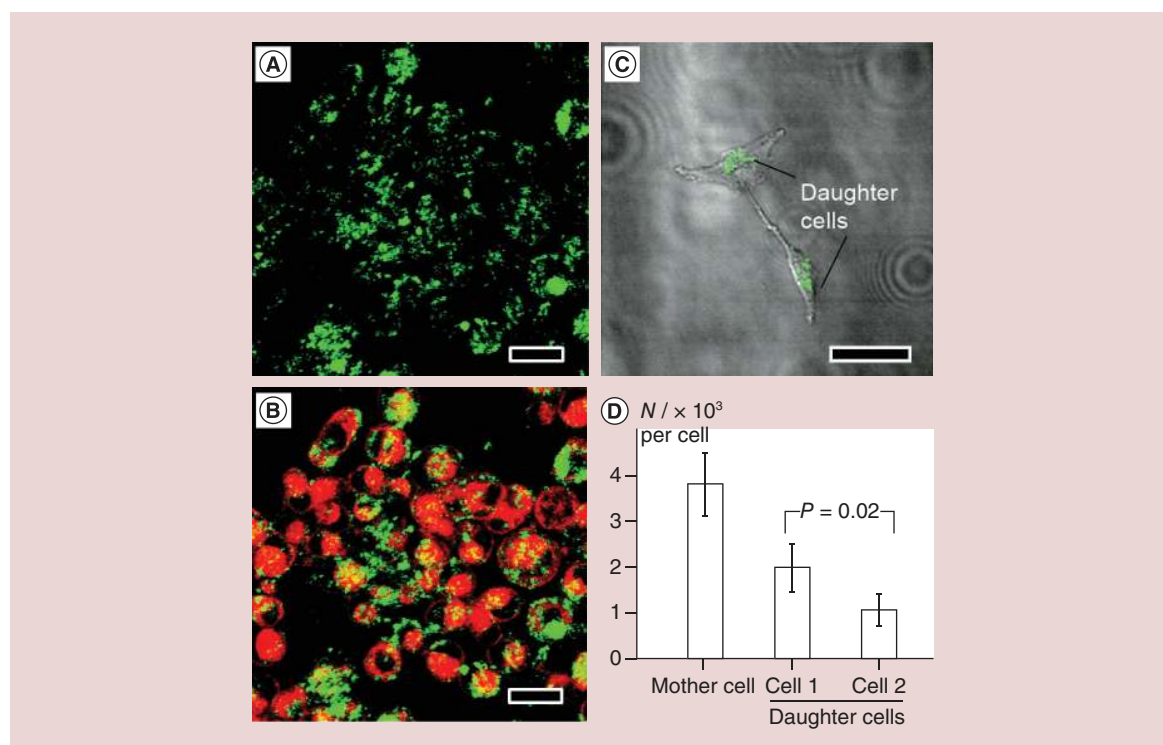 A
C
Daughter
cells
B
D N / × 10³
per cell
4
3
2
1
0
P = 0.02
Mother cell Cell 1 Cell 2
Daughter cells